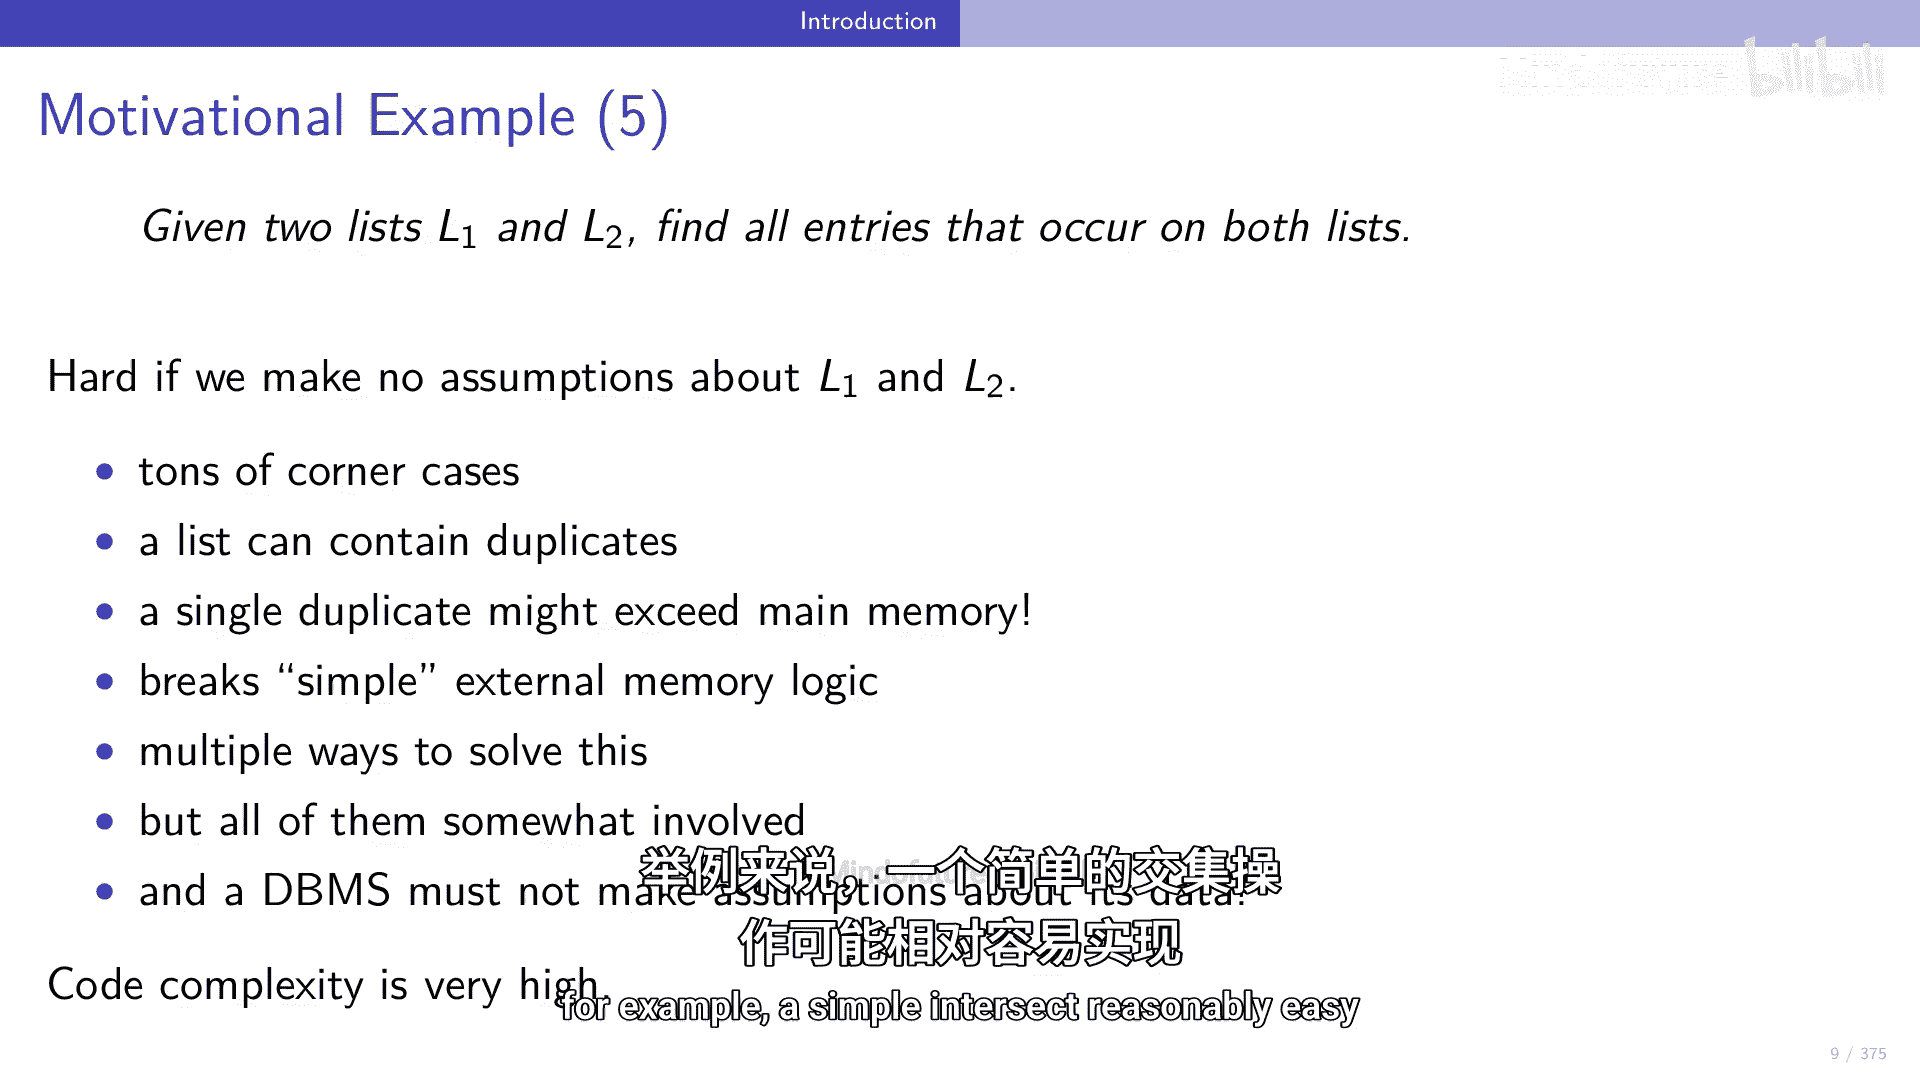 Introduction
bilibili
Motivational Example (5)
Given two lists L₁ and L₂, find all entries that occur on both lists.
Hard if we make no assumptions about L₁ and L₂.
• tons of corner cases
• a list can contain duplicates
• a single duplicate might exceed main memory!
• breaks “simple” external memory logic
• multiple ways to solve this
• but all of them somewhat involved
• and a DBMS must not make assumptions about its data!
举例来说，一个简单的交集操
作可能相对容易实现
Code complexity is very high.
for example, a simple intersect reasonably easy
9 / 375